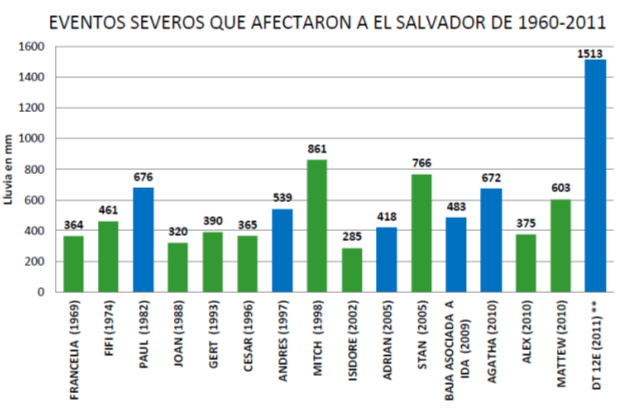 EVENTOS SEVEROS QUE AFECTARON A EL SALVADOR DE 1960-2011
Lluvia en mm
1600
1400
1200
1000
800
600
400
200
0
364
461
676
320
390
365
539
861
285
418
766
483
672
375
603
1513
FRANCELIA (1969)
FIFI (1974)
PAUL (1982)
JOAN (1988)
GERT (1993)
CESAR (1996)
ANDRES (1997)
MITCH (1998)
ISIDORE (2002)
ADRIAN (2005)
STAN (2005)
BAJA ASOCIADA A
IDA (2009)
AGATHA (2010)
ALEX (2010)
MATTEW (2010)
DT 12E (2011) **